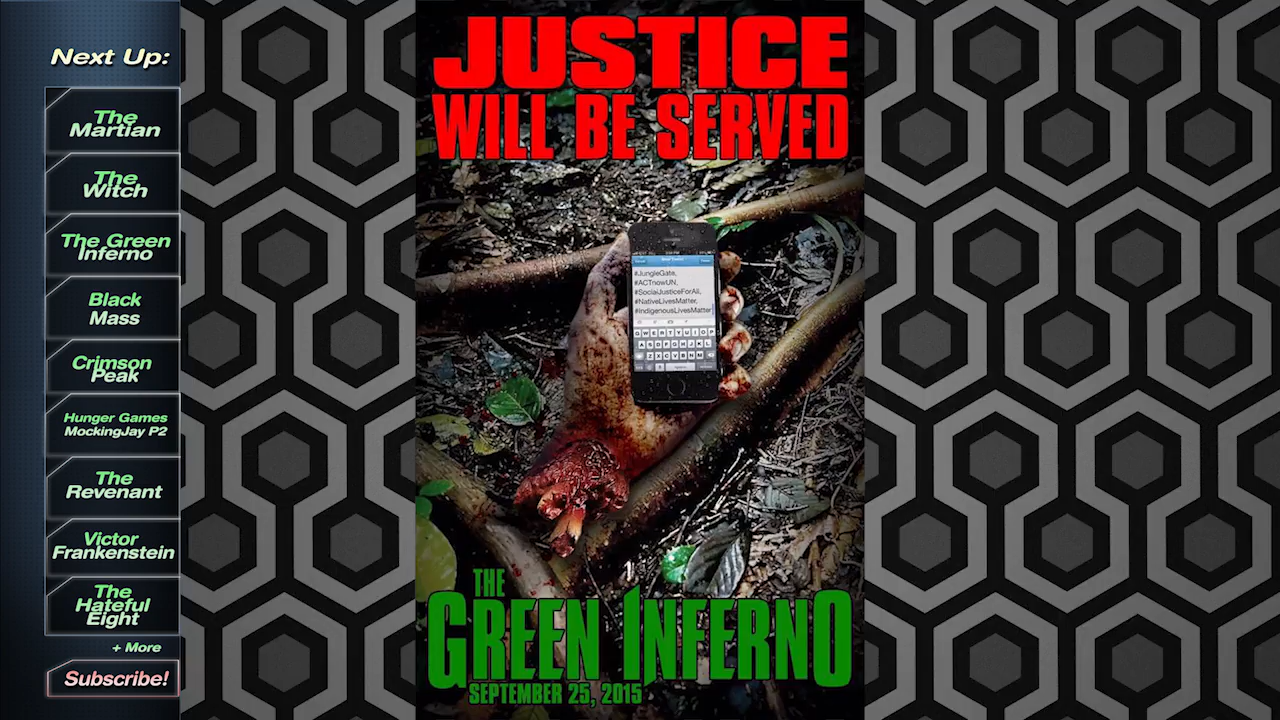 Next Up:
The
Martian
The
Witch
The Green
Inferno
Black
Mass
Crimson
Peak
Hunger Games
MockingJay P2
The
Revenant
Victor
Frankenstein
The
Hateful
Eight
+ More
Subscribe!
JUSTICE
WILL BE SERVED
#JungleGate,
#ACTnowUN,
#SocialJusticeForAll,
#NativeLivesMatter,
#IndigenousLivesMatter
Q W E R T Y U I O P
A S D F G H J K L
Z X C V B N M
THE
GREEN INFERNO
SEPTEMBER 25, 2015